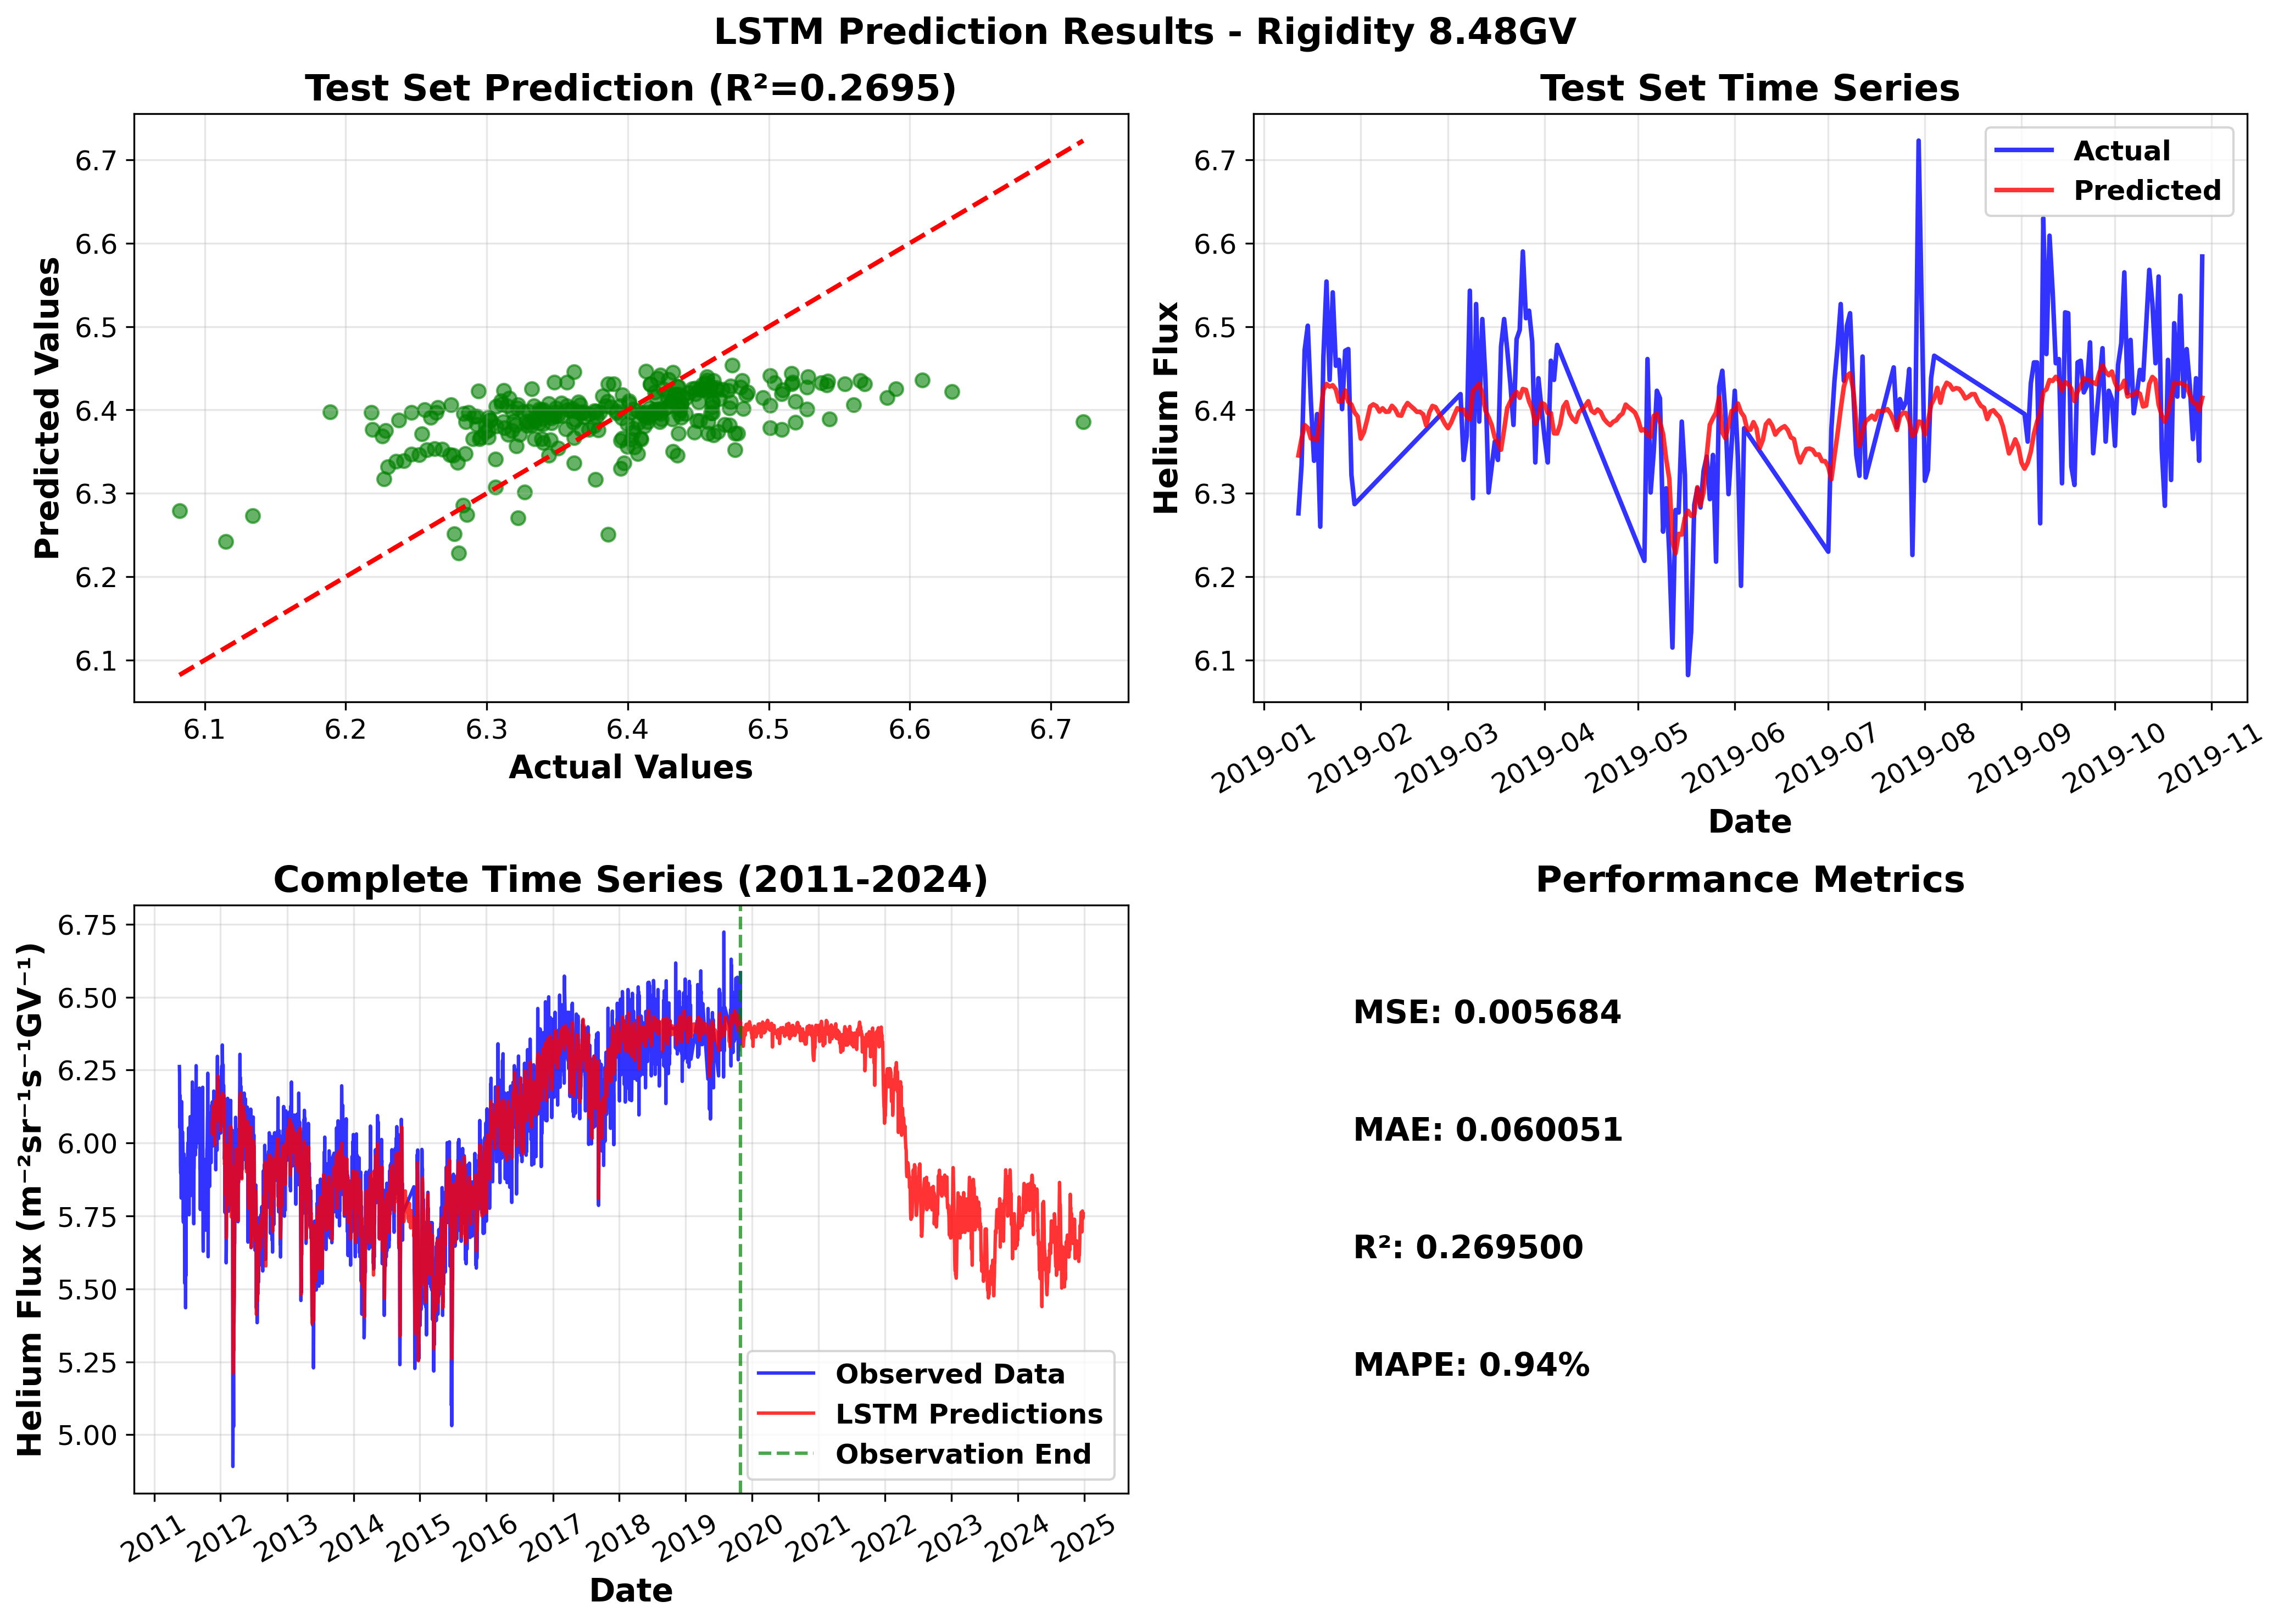 LSTM Prediction Results - Rigidity 8.48GV
Test Set Prediction (R²=0.2695)
Predicted Values
6.7
6.6
6.5
6.4
6.3
6.2
6.1
6.1 6.2 6.3 6.4 6.5 6.6 6.7
Actual Values
Test Set Time Series
Helium Flux
6.7
6.6
6.5
6.4
6.3
6.2
6.1
Actual
Predicted
2019-01 2019-02 2019-03 2019-04 2019-05 2019-06 2019-07 2019-08 2019-09 2019-10 2019-11
Date
Complete Time Series (2011-2024)
Helium Flux (m⁻²sr⁻¹s⁻¹GV⁻¹)
6.75
6.50
6.25
6.00
5.75
5.50
5.25
5.00
Observed Data
LSTM Predictions
Observation End
2011 2012 2013 2014 2015 2016 2017 2018 2019 2020 2021 2022 2023 2024 2025
Date
Performance Metrics
MSE: 0.005684
MAE: 0.060051
R²: 0.269500
MAPE: 0.94%